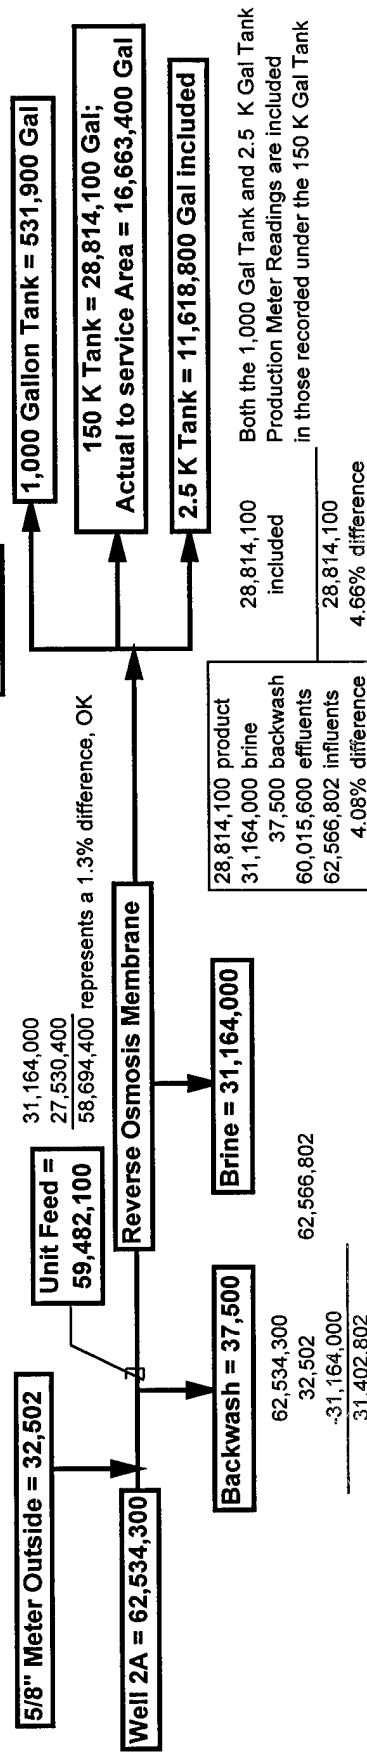 5/8" Meter Outside = 32,502
Well 2A = 62,534,300
Unit Feed =
59,482,100
31,164,000
27,530,400
58,694,400 represents a 1.3% difference, OK
Reverse Osmosis Membrane
Backwash = 37,500
62,534,300
32,502
-31,164,000
31,402,802
62,566,802
Brine = 31,164,000
1,000 Gallon Tank = 531,900 Gal
150 K Tank = 28,814,100 Gal;
Actual to service Area = 16,663,400 Gal
2.5 K Tank = 11,618,800 Gal included
28,814,100 product
31,164,000 brine
37,500 backwash
60,015,600 effluents
62,566,802 influents
4.08% difference
28,814,100
included
28,814,100
4.66% difference
Both the 1,000 Gal Tank and 2.5 K Gal Tank
Production Meter Readings are included
in those recorded under the 150 K Gal Tank